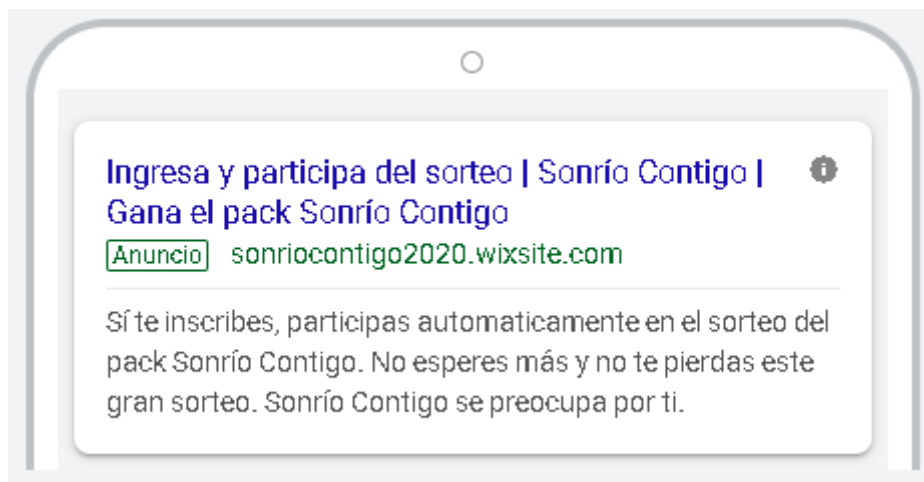 Ingresa y participa del sorteo | Sonrío Contigo |
Gana el pack Sonrío Contigo
Anuncio sonriocontigo2020.wixsite.com
Sí te inscribes, participas automaticamente en el sorteo del
pack Sonrío Contigo. No esperes más y no te pierdas este
gran sorteo. Sonrío Contigo se preocupa por ti.